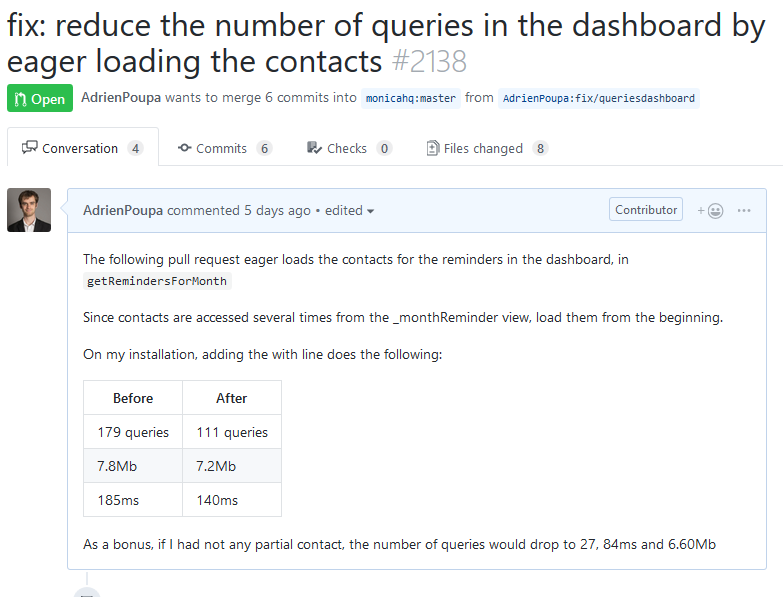 fix: reduce the number of queries in the dashboard by
eager loading the contacts #2138
Open AdrienPoupa wants to merge 6 commits into monicahq:master from AdrienPoupa:fix/queriesdashboard
Conversation 4 Commits 6 Checks 0 Files changed 8
AdrienPoupa commented 5 days ago • edited Contributor
The following pull request eager loads the contacts for the reminders in the dashboard, in
getRemindersForMonth
Since contacts are accessed several times from the _monthReminder view, load them from the beginning.
On my installation, adding the with line does the following:
Before After
179 queries 111 queries
7.8Mb 7.2Mb
185ms 140ms
As a bonus, if I had not any partial contact, the number of queries would drop to 27, 84ms and 6.60Mb